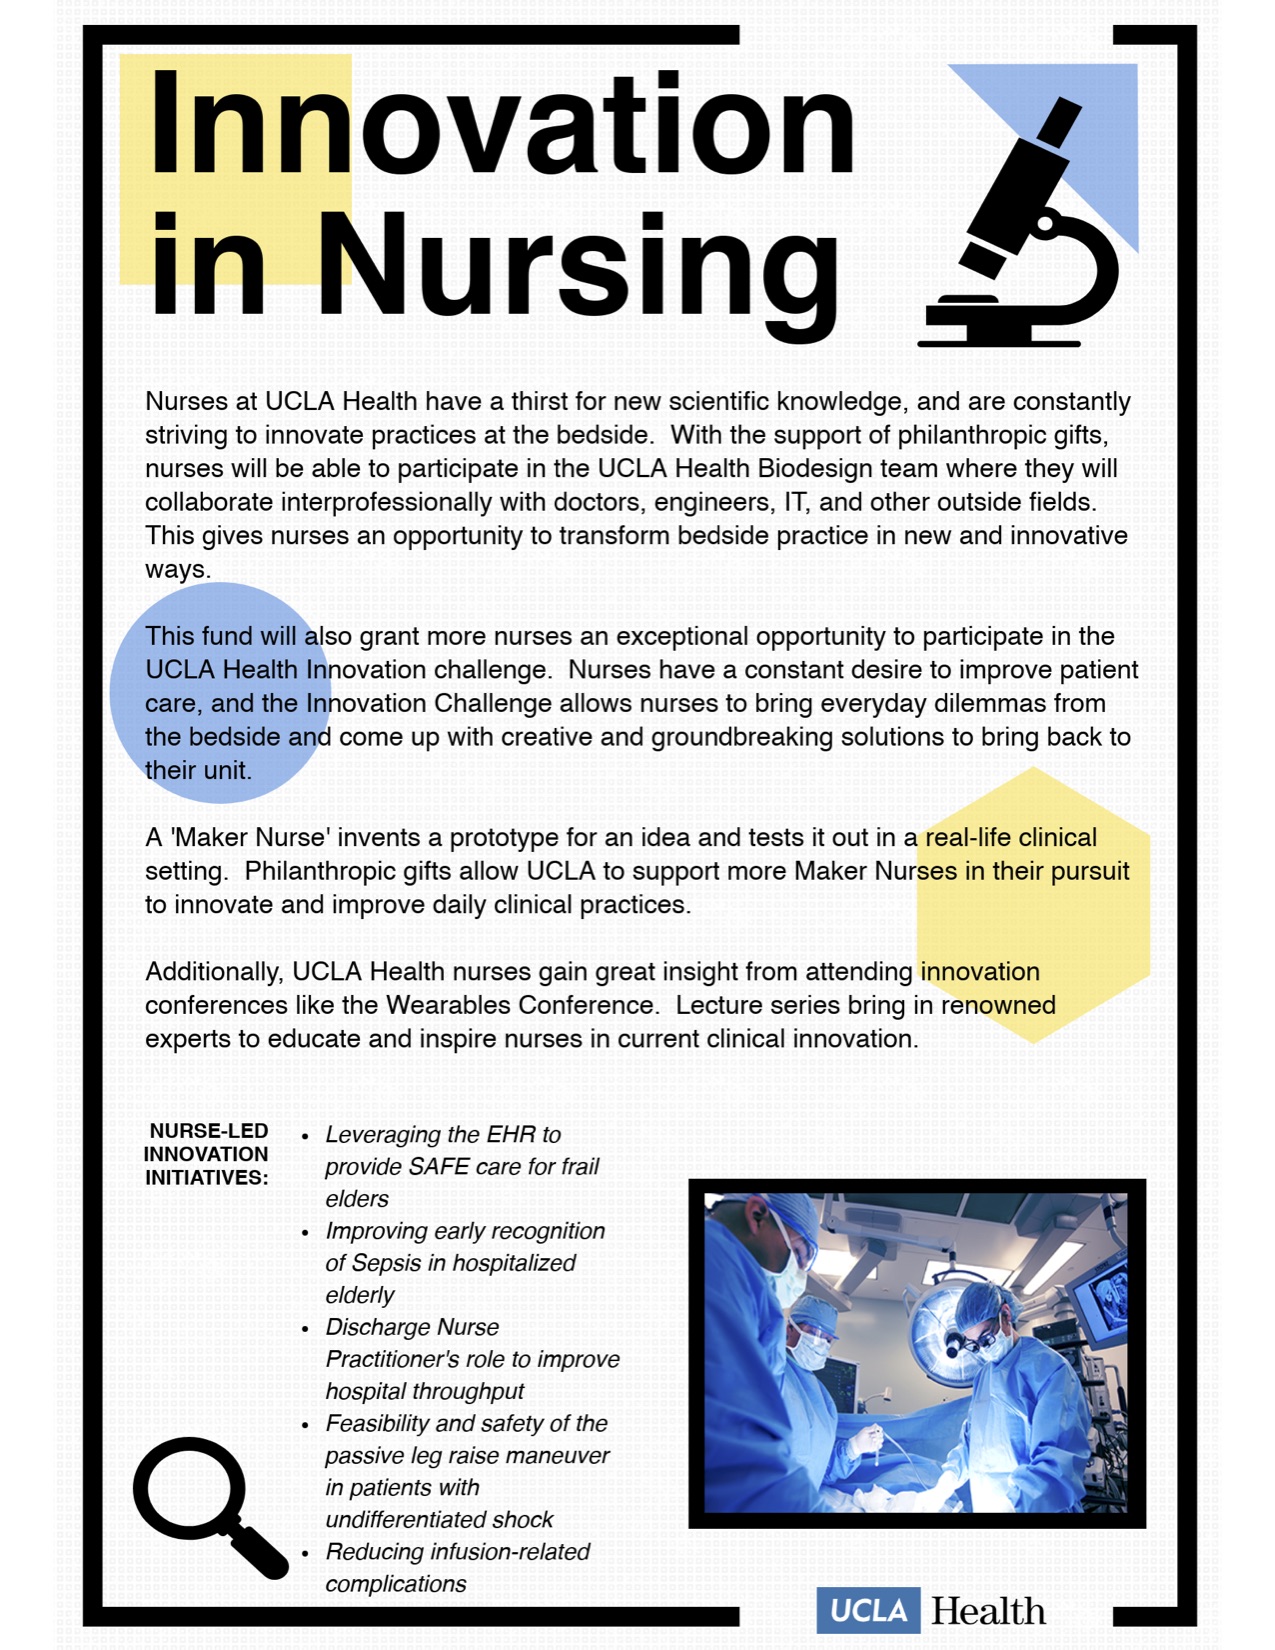 Innovation
in Nursing
Nurses at UCLA Health have a thirst for new scientific knowledge, and are constantly
striving to innovate practices at the bedside.  With the support of philanthropic gifts,
nurses will be able to participate in the UCLA Health Biodesign team where they will
collaborate interprofessionally with doctors, engineers, IT, and other outside fields.
This gives nurses an opportunity to transform bedside practice in new and innovative
ways.
This fund will also grant more nurses an exceptional opportunity to participate in the
UCLA Health Innovation challenge.  Nurses have a constant desire to improve patient
care, and the Innovation Challenge allows nurses to bring everyday dilemmas from
the bedside and come up with creative and groundbreaking solutions to bring back to
their unit.
A 'Maker Nurse' invents a prototype for an idea and tests it out in a real-life clinical
setting.  Philanthropic gifts allow UCLA to support more Maker Nurses in their pursuit
to innovate and improve daily clinical practices.
Additionally, UCLA Health nurses gain great insight from attending innovation
conferences like the Wearables Conference.  Lecture series bring in renowned
experts to educate and inspire nurses in current clinical innovation.
NURSE-LED
INNOVATION
INITIATIVES:
• Leveraging the EHR to
provide SAFE care for frail
elders
• Improving early recognition
of Sepsis in hospitalized
elderly
• Discharge Nurse
Practitioner's role to improve
hospital throughput
• Feasibility and safety of the
passive leg raise maneuver
in patients with
undifferentiated shock
• Reducing infusion-related
complications
UCLA Health